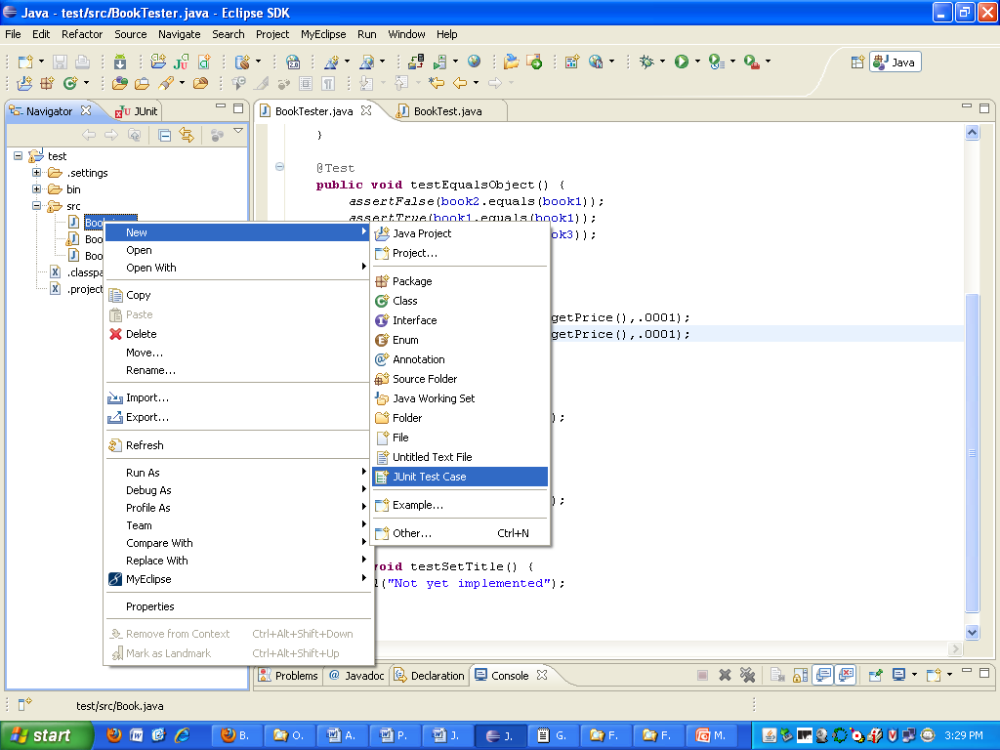 Java - test/src/BookTester.java - Eclipse SDK
File Edit Refactor Source Navigate Search Project MyEclipse Run Window Help
Java
Navigator JUnit
BookTester.java BookTest.java
test
.settings
bin
src
Boo
Boo
.classpa
.project
}
@Test
public void testEqualsObject() {
assertFalse(book2.equals(book1));
assertTrue(book1.equals(book1));
ok3));
getPrice(),.0001);
getPrice(),.0001);
);
);
void testSetTitle() {
("Not yet implemented");
New
Open
Open With
Copy
Paste
Delete
Move...
Rename...
Import...
Export...
Refresh
Run As
Debug As
Profile As
Team
Compare With
Replace With
MyEclipse
Properties
Remove from Context Ctrl+Alt+Shift+Down
Mark as Landmark Ctrl+Alt+Shift+Up
Java Project
Project...
Package
Class
Interface
Enum
Annotation
Source Folder
Java Working Set
Folder
File
Untitled Text File
JUnit Test Case
Example...
Other... Ctrl+N
Problems @ Javadoc Declaration Console
test/src/Book.java
start B. O. A. P. J. J. G. F. F. M. 3:29 PM